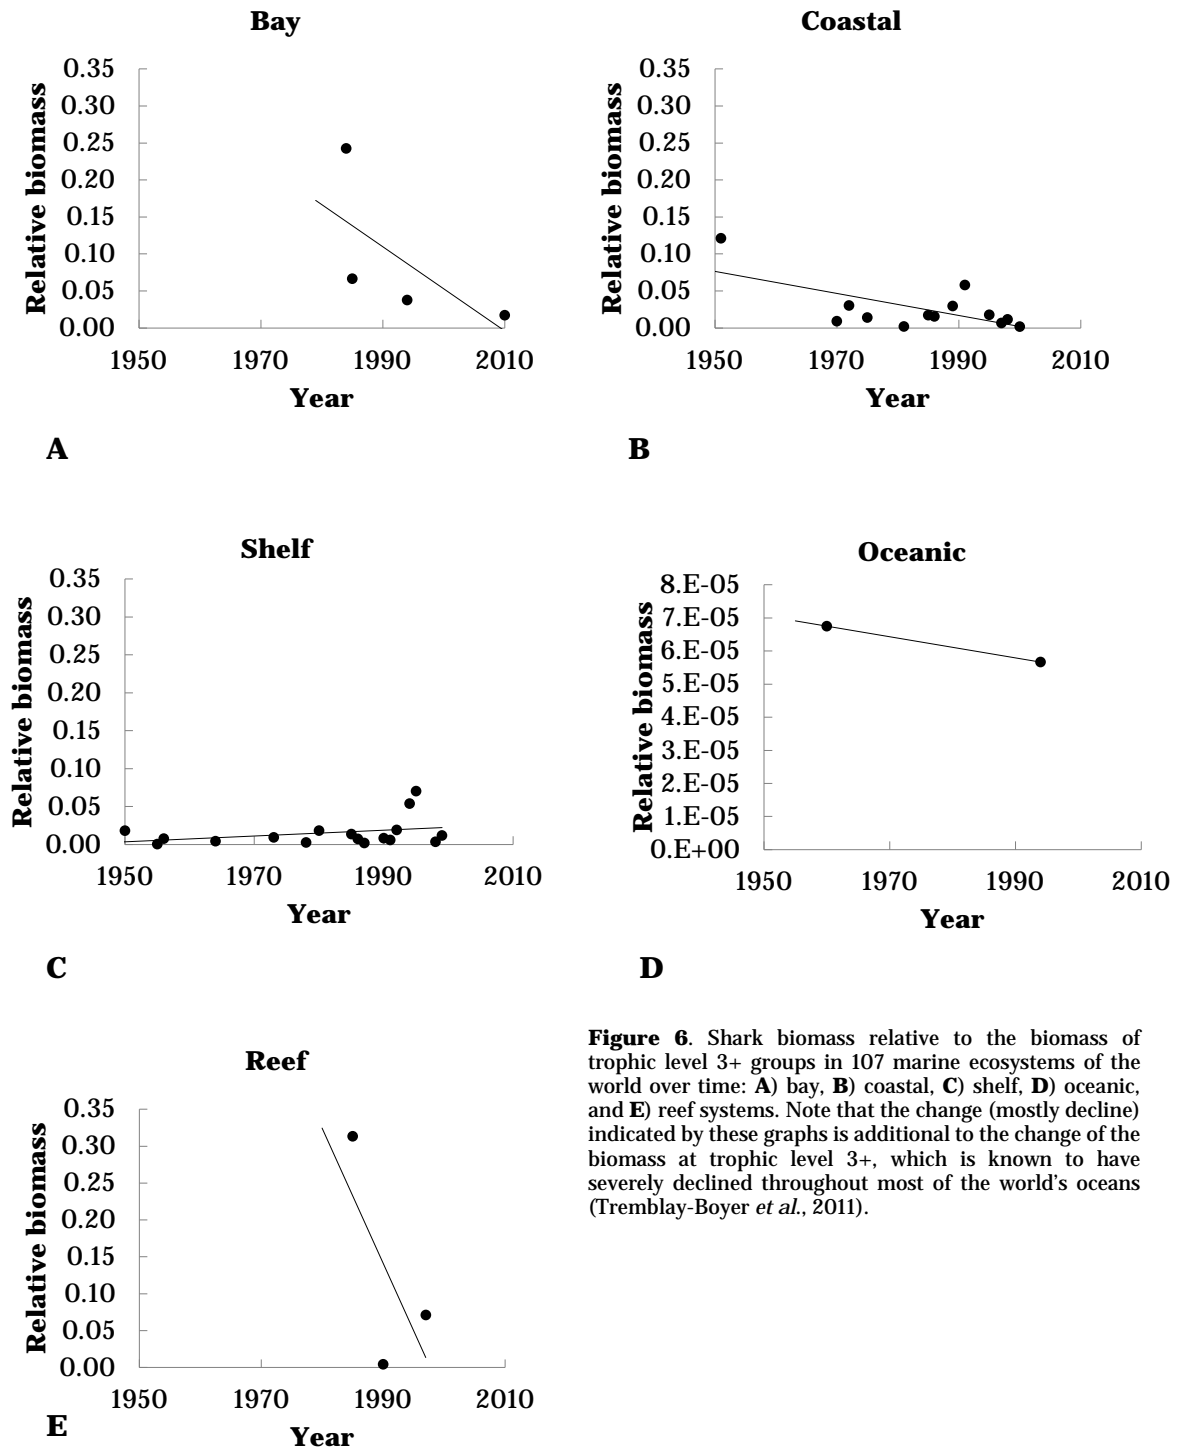 Bay
Relative biomass
0.35
0.30
0.25
0.20
0.15
0.10
0.05
0.00
1950 1970 1990 2010
Year
A
Coastal
Relative biomass
0.35
0.30
0.25
0.20
0.15
0.10
0.05
0.00
1950 1970 1990 2010
Year
B
Shelf
Relative biomass
0.35
0.30
0.25
0.20
0.15
0.10
0.05
0.00
1950 1970 1990 2010
Year
C
Oceanic
Relative biomass
8.E-05
7.E-05
6.E-05
5.E-05
4.E-05
3.E-05
2.E-05
1.E-05
0.E+00
1950 1970 1990 2010
Year
D
Reef
Relative biomass
0.35
0.30
0.25
0.20
0.15
0.10
0.05
0.00
1950 1970 1990 2010
Year
E
Figure 6. Shark biomass relative to the biomass of
trophic level 3+ groups in 107 marine ecosystems of the
world over time: A) bay, B) coastal, C) shelf, D) oceanic,
and E) reef systems. Note that the change (mostly decline)
indicated by these graphs is additional to the change of the
biomass at trophic level 3+, which is known to have
severely declined throughout most of the world's oceans
(Tremblay-Boyer et al., 2011).